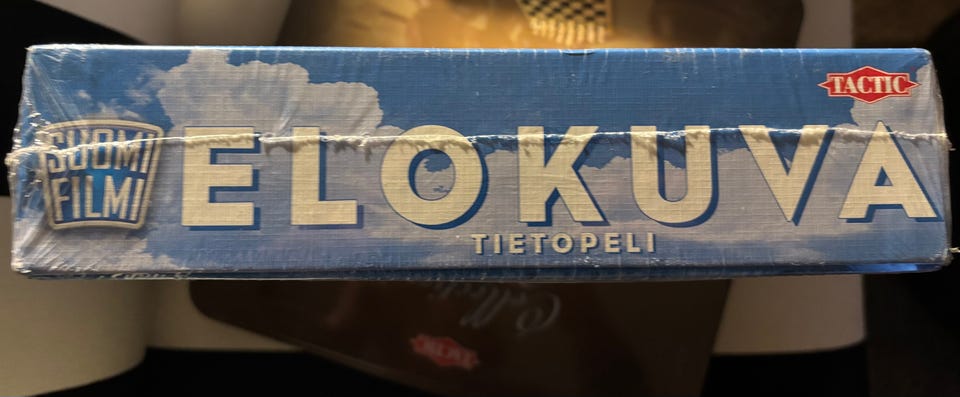 TACTIC
SUOMI
FILMI
ELOKUVA
TIETOPELI